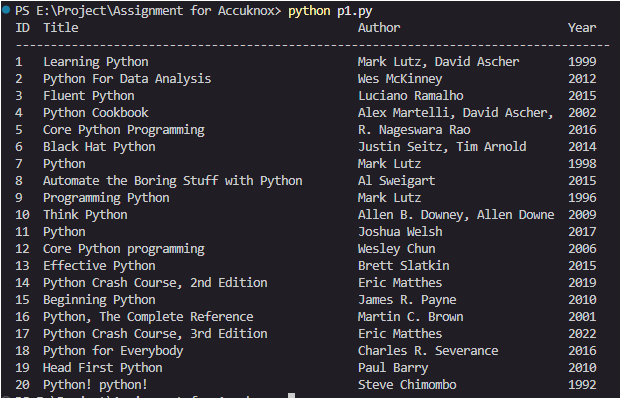 PS E:\Project\Assignment for Accuknox> python p1.py
ID Title Author Year
--------------------------------------------------------------------------------
1 Learning Python Mark Lutz, David Ascher 1999
2 Python For Data Analysis Wes McKinney 2012
3 Fluent Python Luciano Ramalho 2015
4 Python Cookbook Alex Martelli, David Ascher, 2002
5 Core Python Programming R. Nageswara Rao 2016
6 Black Hat Python Justin Seitz, Tim Arnold 2014
7 Python Mark Lutz 1998
8 Automate the Boring Stuff with Python Al Sweigart 2015
9 Programming Python Mark Lutz 1996
10 Think Python Allen B. Downey, Allen Downe 2009
11 Python Joshua Welsh 2017
12 Core Python programming Wesley Chun 2006
13 Effective Python Brett Slatkin 2015
14 Python Crash Course, 2nd Edition Eric Matthes 2019
15 Beginning Python James R. Payne 2010
16 Python, The Complete Reference Martin C. Brown 2001
17 Python Crash Course, 3rd Edition Eric Matthes 2022
18 Python for Everybody Charles R. Severance 2016
19 Head First Python Paul Barry 2010
20 Python! python! Steve Chimombo 1992